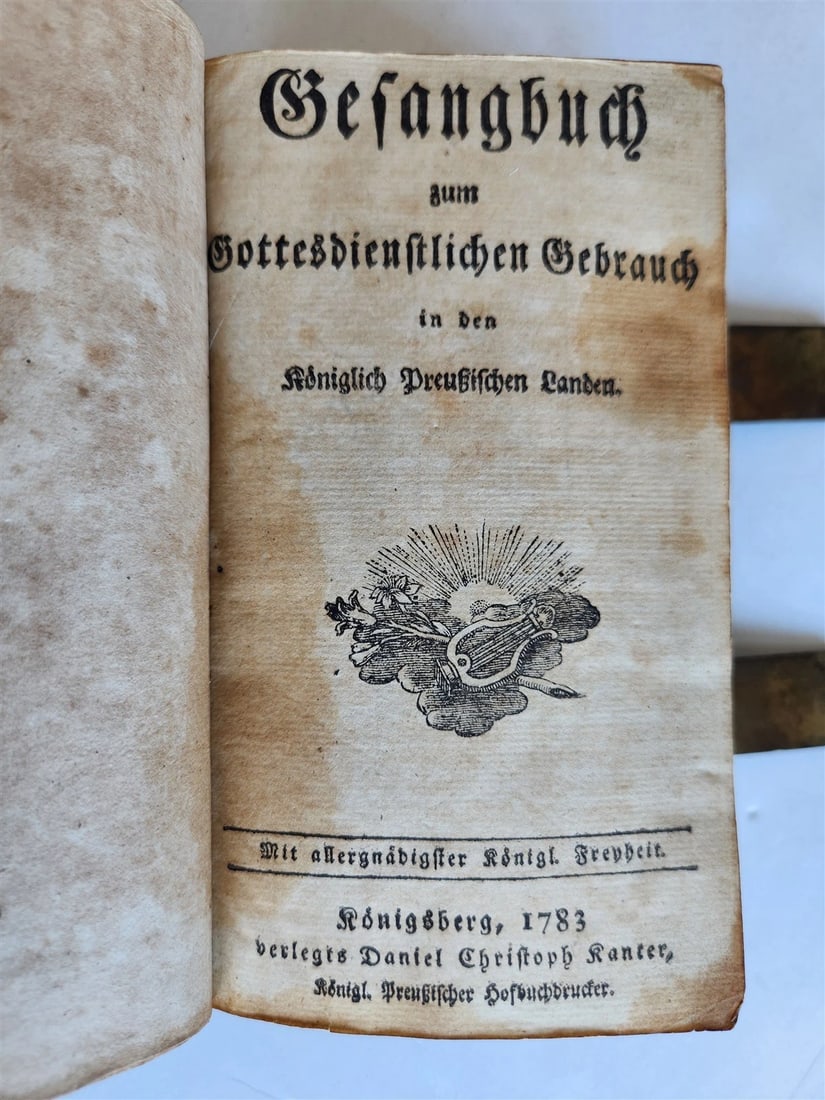 Geſangbuch
zum
Gottesdienſtlichen Gebrauch
in den
Königlich Preußiſchen Landen.
Mit allergnädigſter Königl. Freyheit.
Königsberg, 1783
verlegts Daniel Chriſtoph Kanter,
Königl. Preußiſcher Hofbuchdrucker.